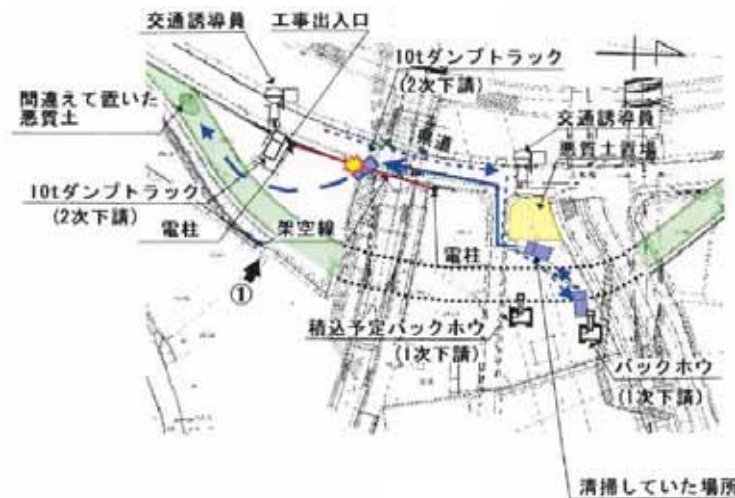 交通誘導員
工事出入口
10tダンプトラック
(2次下請)
間違えて置いた
悪質土
県道
交通誘導員
悪質土置場
10tダンプトラック
(2次下請)
電柱
架空線
電柱
①
積込予定バックホウ
(1次下請)
バックホウ
(1次下請)
清掃していた場所